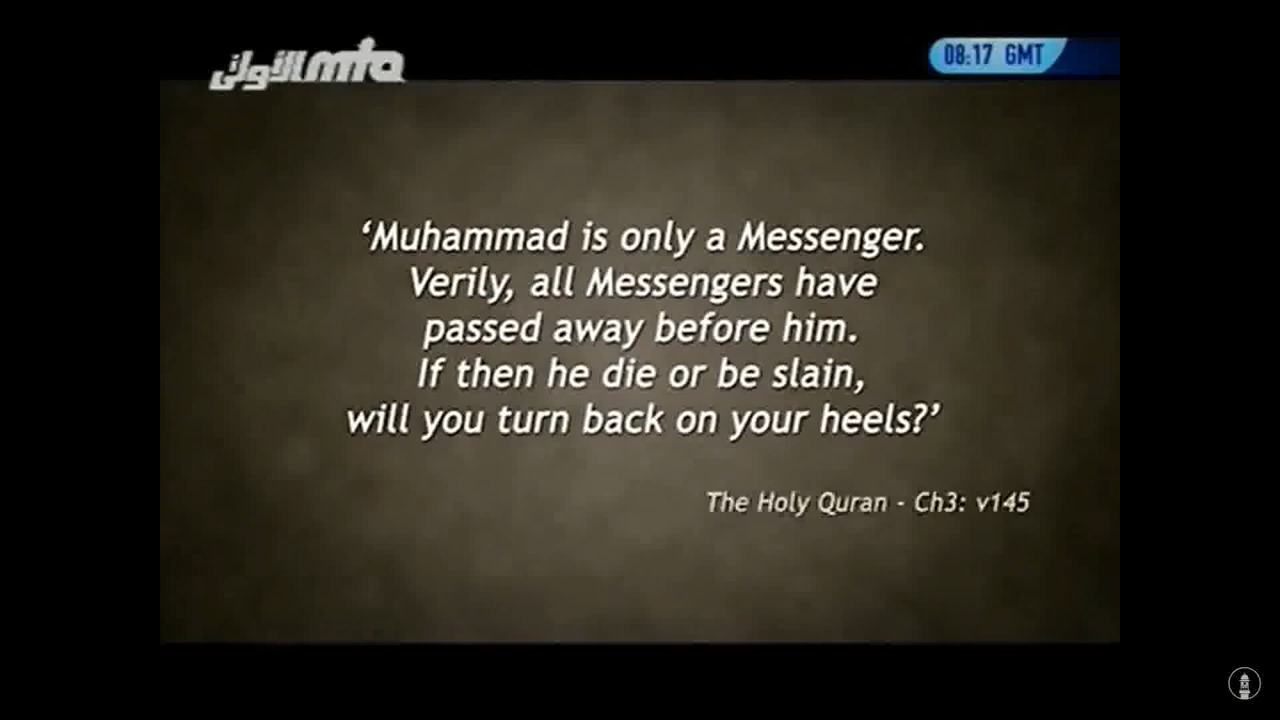 mta الأولى
08:17 GMT
‘Muhammad is only a Messenger.
Verily, all Messengers have
passed away before him.
If then he die or be slain,
will you turn back on your heels?’
The Holy Quran - Ch3: v145